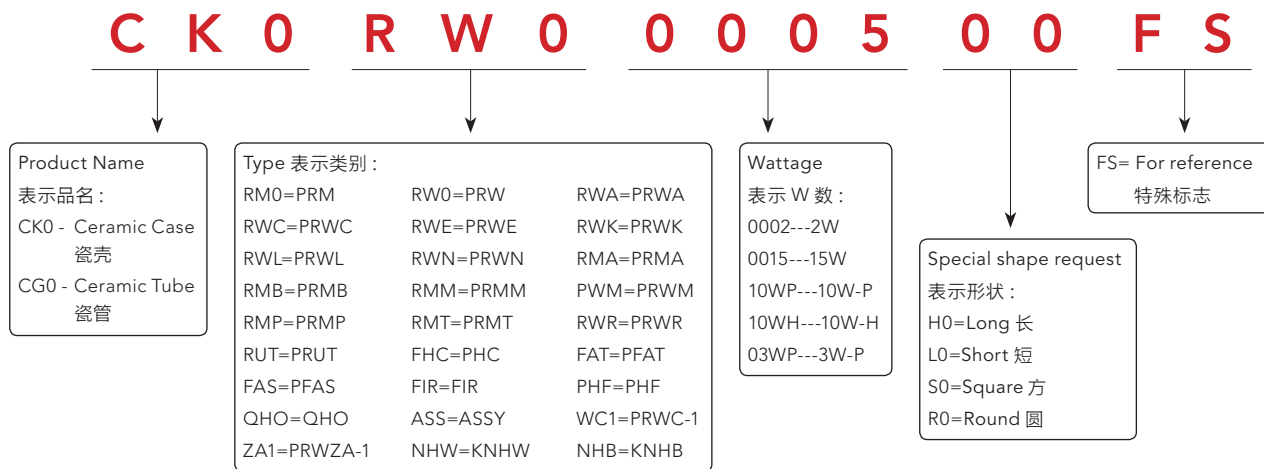 C K 0 R W 0 0 0 0 5 0 0 F S
Product Name
表示品名 :
CK0 - Ceramic Case
瓷壳
CG0 - Ceramic Tube
瓷管
Type 表示类别 :
RM0=PRM RW0=PRW RWA=PRWA
RWC=PRWC RWE=PRWE RWK=PRWK
RWL=PRWL RWN=PRWN RMA=PRMA
RMB=PRMB RMM=PRMM PWM=PRWM
RMP=PRMP RMT=PRMT RWR=PRWR
RUT=PRUT FHC=PHC FAT=PFAT
FAS=PFAS FIR=FIR PHF=PHF
QHO=QHO ASS=ASSY WC1=PRWC-1
ZA1=PRWZA-1 NHW=KNHW NHB=KNHB
Wattage
表示 W 数 :
0002---2W
0015---15W
10WP---10W-P
10WH---10W-H
03WP---3W-P
Special shape request
表示形状 :
H0=Long 长
L0=Short 短
S0=Square 方
R0=Round 圆
FS= For reference
特殊标志